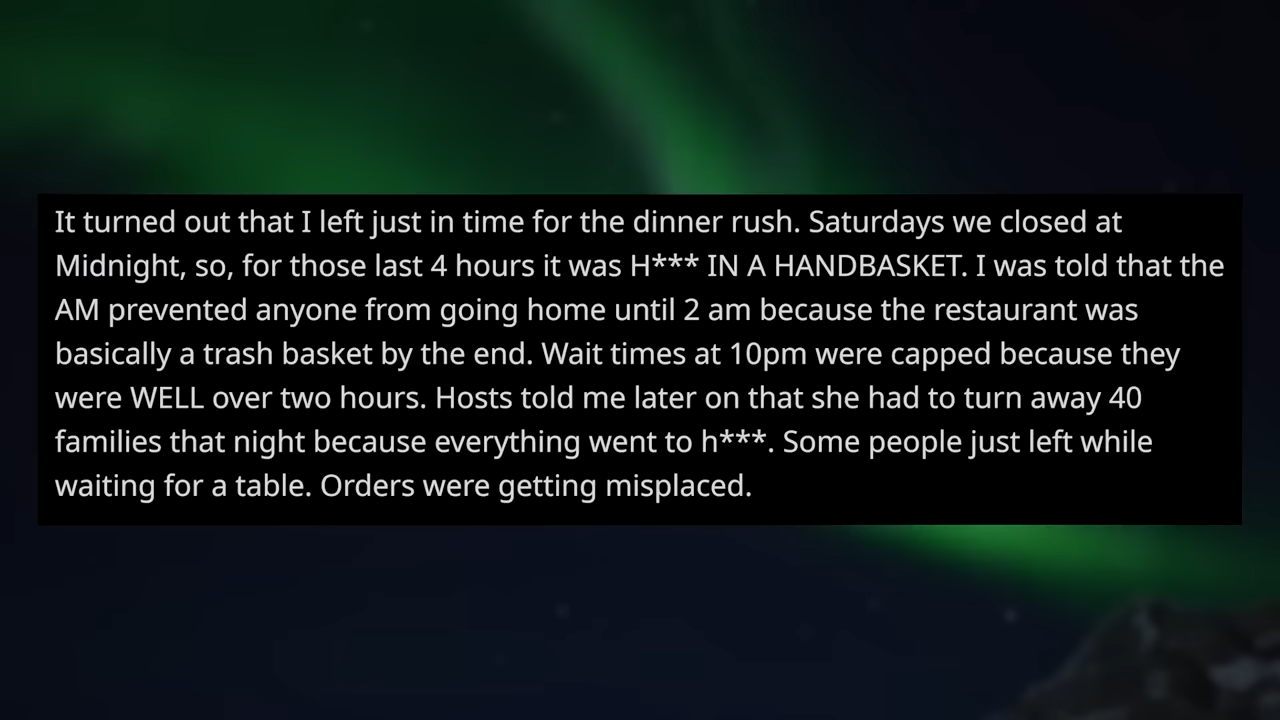 It turned out that I left just in time for the dinner rush. Saturdays we closed at
Midnight, so, for those last 4 hours it was H*** IN A HANDBASKET. I was told that the
AM prevented anyone from going home until 2 am because the restaurant was
basically a trash basket by the end. Wait times at 10pm were capped because they
were WELL over two hours. Hosts told me later on that she had to turn away 40
families that night because everything went to h***. Some people just left while
waiting for a table. Orders were getting misplaced.